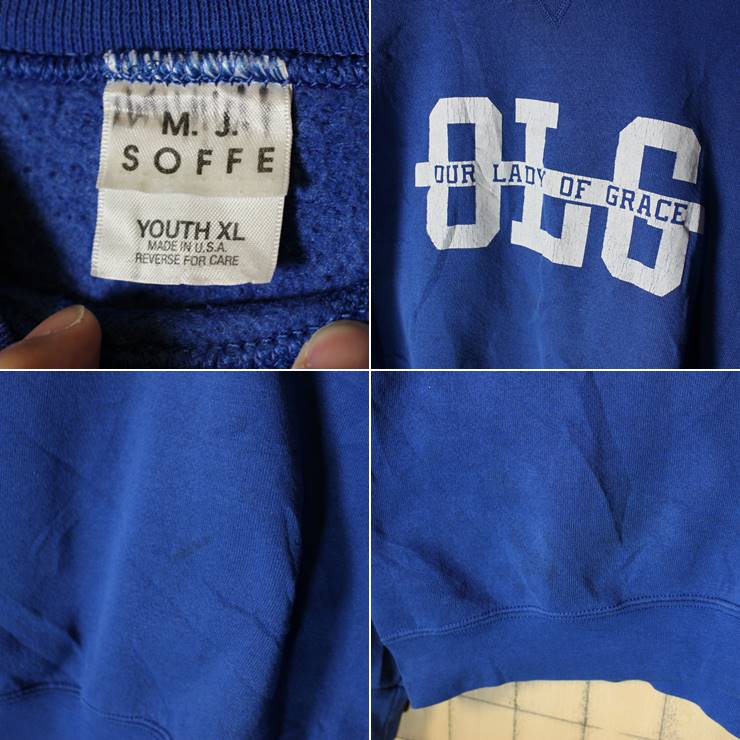 M. J.
SOFFE
YOUTH XL
MADE IN U.S.A.
REVERSE FOR CARE
OLG
OUR LADY OF GRACE